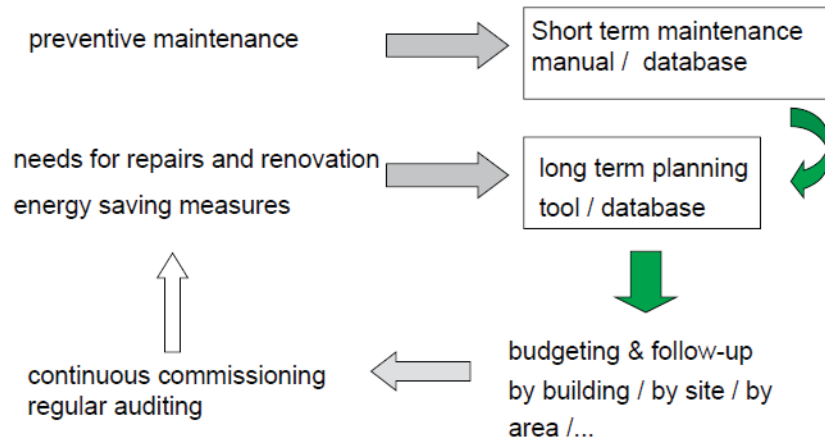 preventive maintenance
Short term maintenance
manual / database
needs for repairs and renovation
energy saving measures
long term planning
tool / database
budgeting & follow-up
by building / by site / by
area /...
continuous commissioning
regular auditing